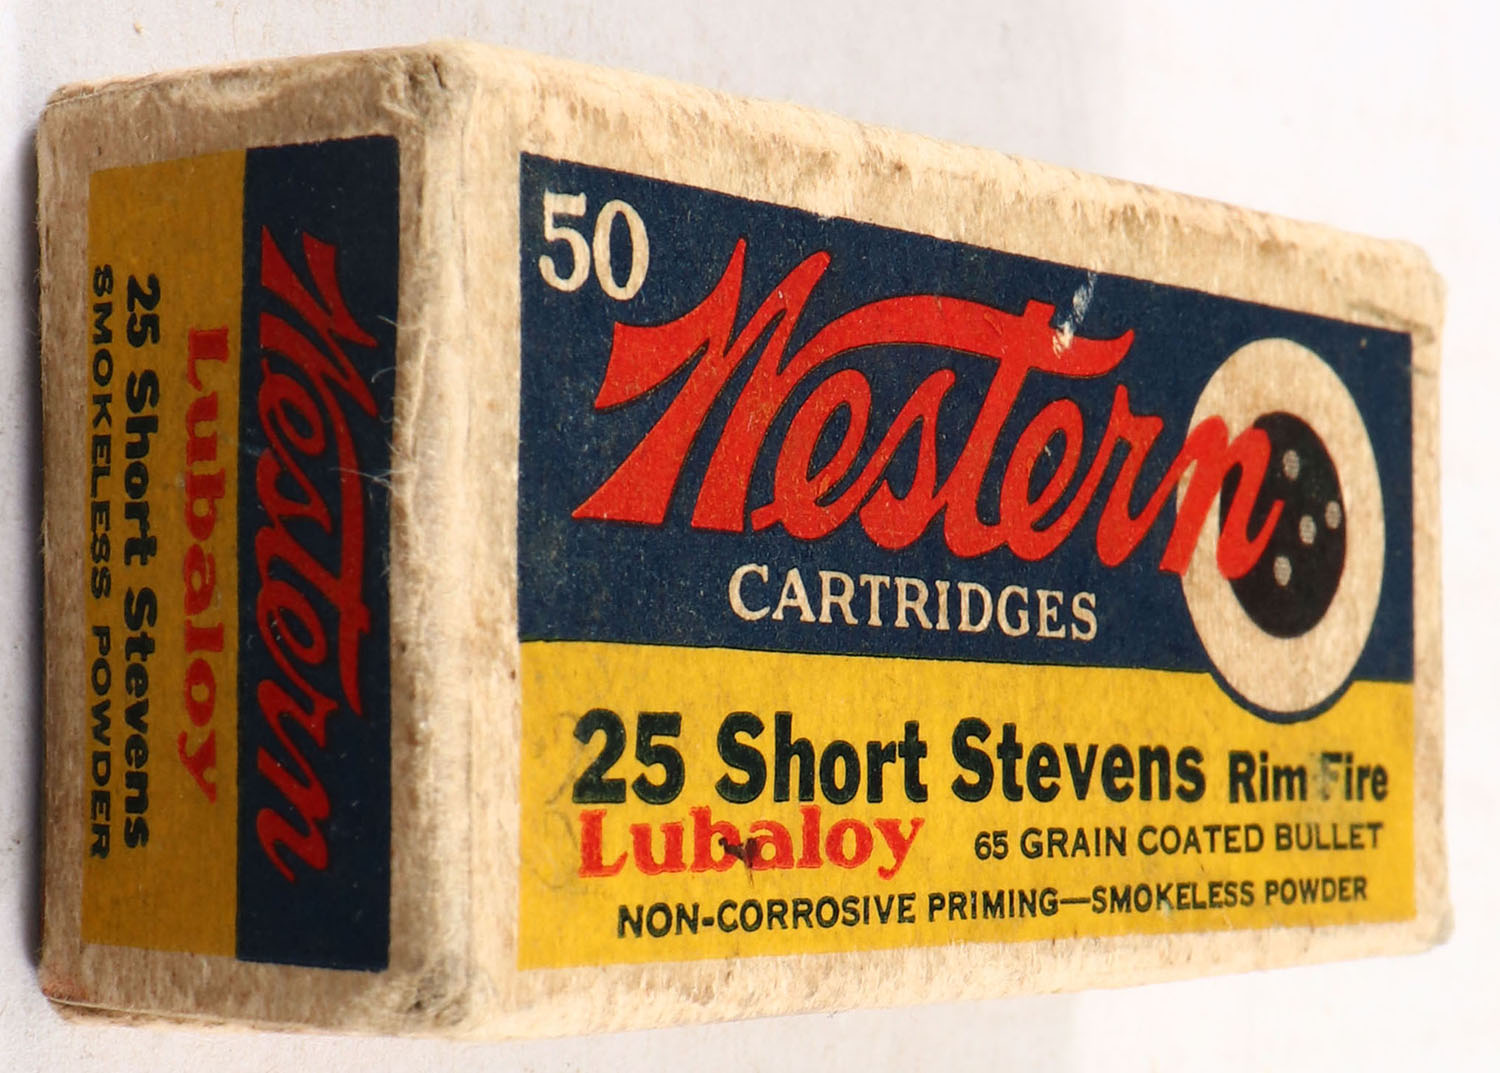 50
Western
CARTRIDGES
25 Short Stevens Rim Fire
Lubaloy 65 GRAIN COATED BULLET
NON-CORROSIVE PRIMING—SMOKELESS POWDER
Western
Lubaloy
25 Short Stevens
SMOKELESS POWDER